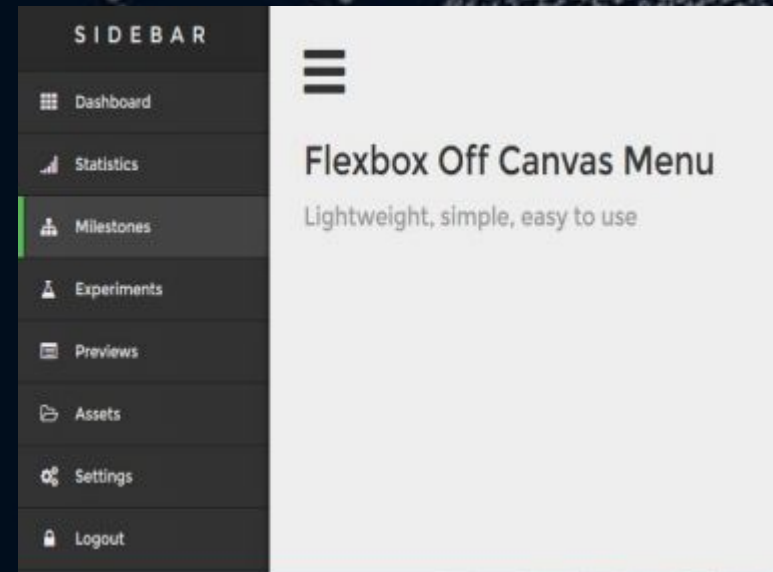 SIDEBAR
Dashboard
Statistics
Milestones
Experiments
Previews
Assets
Settings
Logout
Flexbox Off Canvas Menu
Lightweight, simple, easy to use